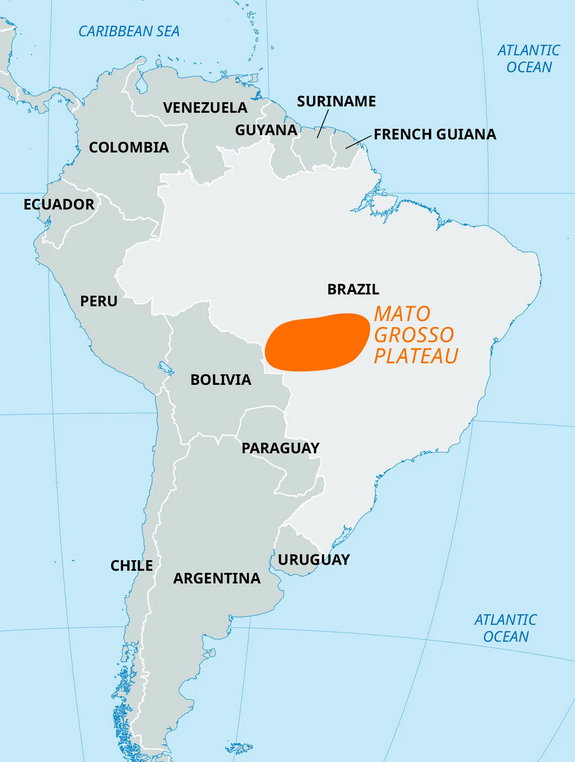 CARIBBEAN SEA
ATLANTIC
OCEAN
VENEZUELA
SURINAME
GUYANA
FRENCH GUIANA
COLOMBIA
ECUADOR
BRAZIL
PERU
MATO
GROSSO
PLATEAU
BOLIVIA
PARAGUAY
CHILE
URUGUAY
ARGENTINA
ATLANTIC
OCEAN